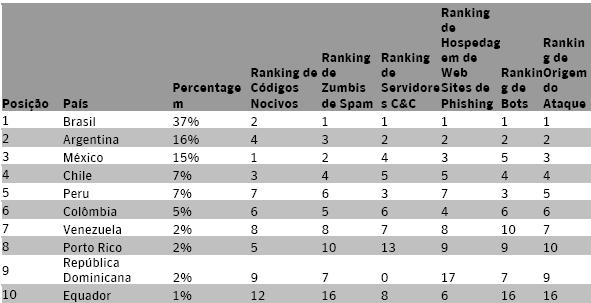 Posição País Percentagem Ranking de Códigos Nocivos Ranking de Zumbis de Spam Ranking de Servidores C&C Ranking de Hospedagem de Web Sites de Phishing Ranking de Bots Ranking de Origem do Ataque
1 Brasil 37% 2 1 1 1 1 1
2 Argentina 16% 4 3 2 2 2 2
3 México 15% 1 2 4 3 5 3
4 Chile 7% 3 4 5 5 4 4
5 Peru 7% 7 6 3 7 3 5
6 Colômbia 5% 6 5 6 4 6 6
7 Venezuela 2% 8 8 7 8 10 7
8 Porto Rico 2% 5 10 13 9 9 10
9 República Dominicana 2% 9 7 0 17 7 9
10 Equador 1% 12 16 8 6 16 16